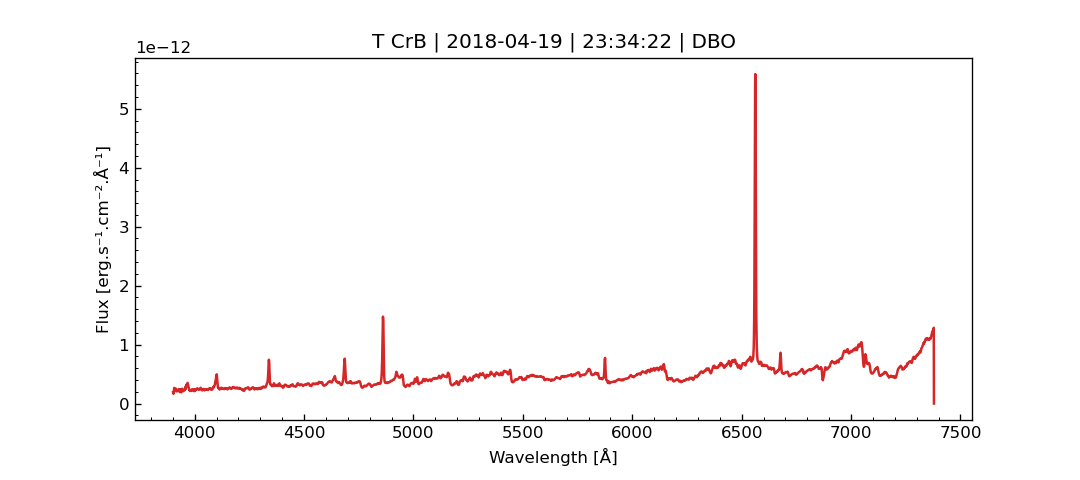 T CrB | 2018-04-19 | 23:34:22 | DBO
1e−12
Flux [erg.s⁻¹.cm⁻².Å⁻¹]
5
4
3
2
1
0
4000 4500 5000 5500 6000 6500 7000 7500
Wavelength [Å]